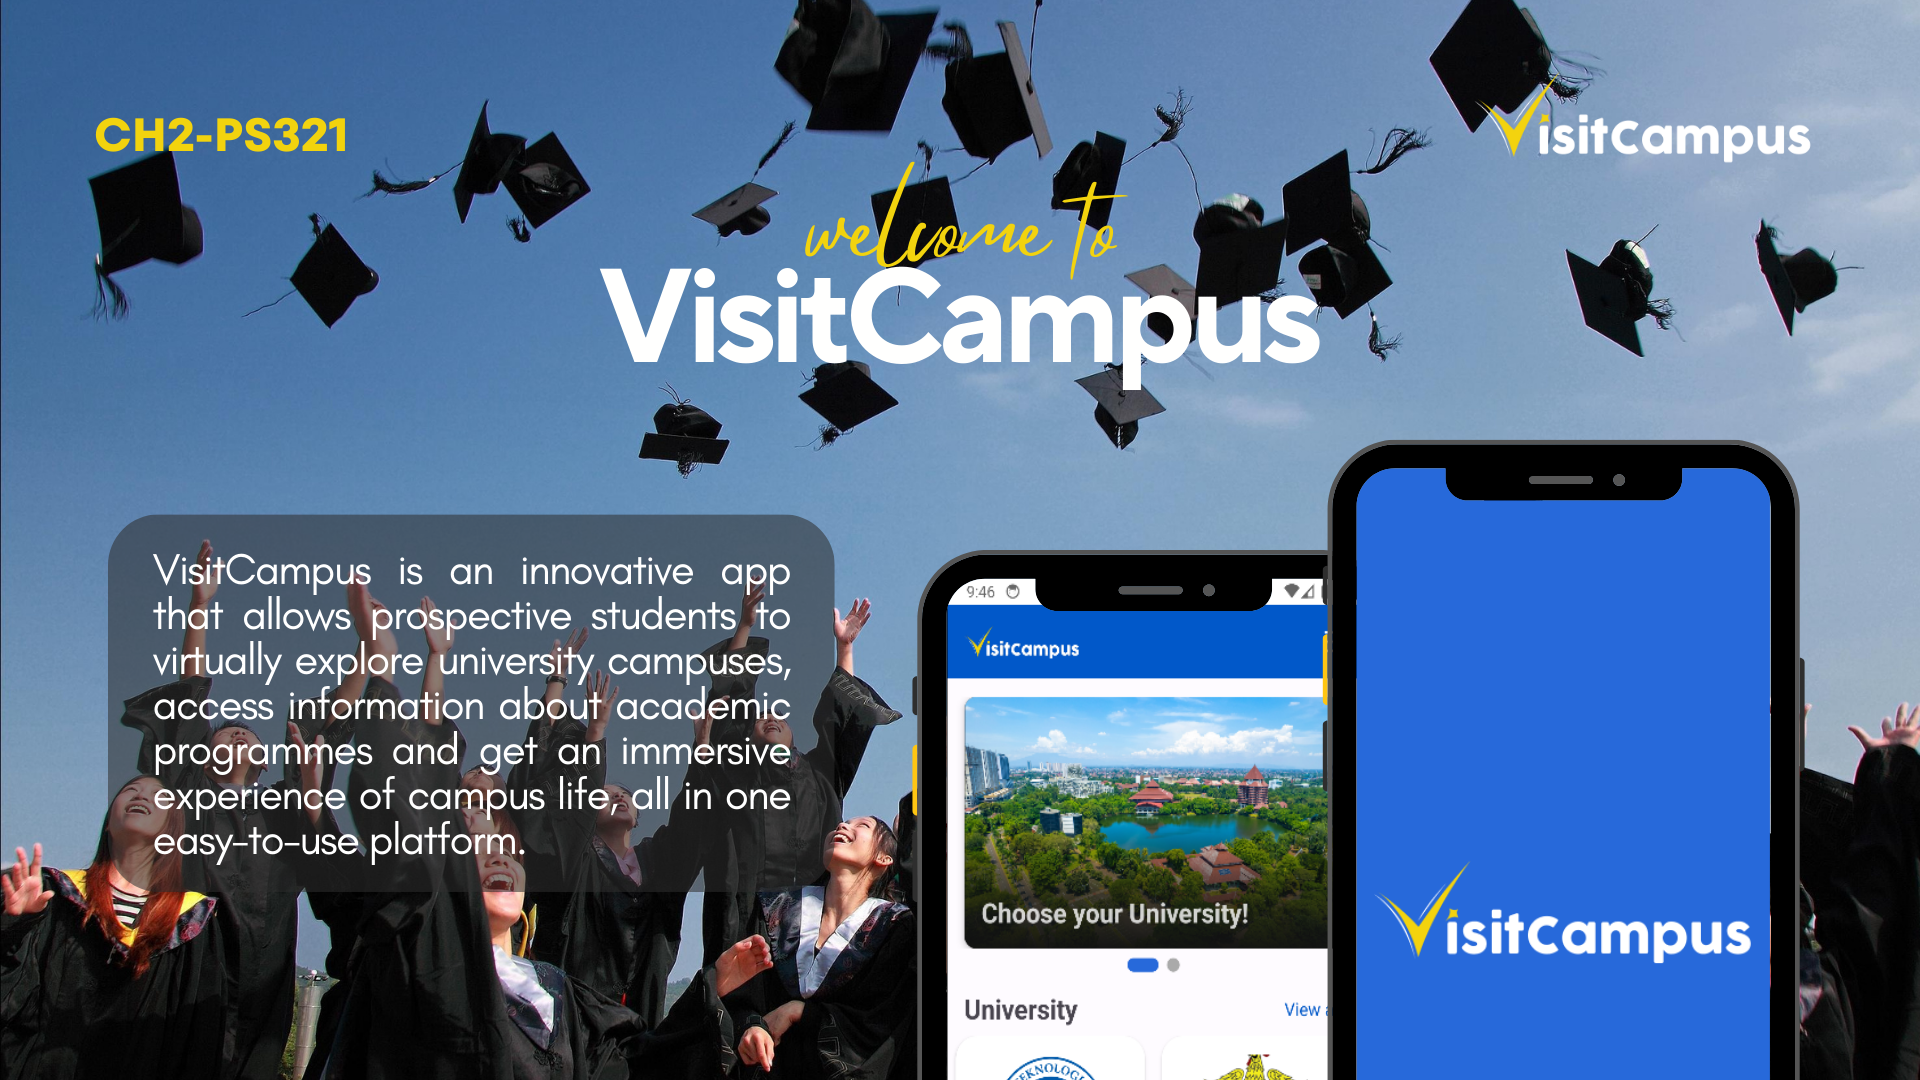 CH2-PS321
VisitCampus
welcome to
VisitCampus
VisitCampus is an innovative app
that allows prospective students to
virtually explore university campuses,
access information about academic
programmes and get an immersive
experience of campus life, all in one
easy-to-use platform.
9:46
VisitCampus
Choose your University!
University
View
VisitCampus